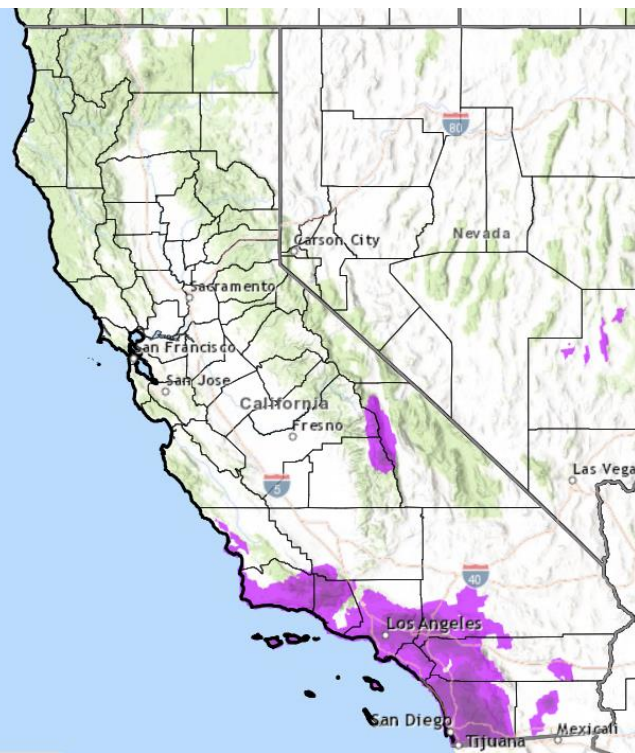 80
Carson City
Nevada
Sacramento
San Francisco
San Jose
California
Fresno
5
Las Vega
40
Los Angeles
San Diego
Tijuana
Mexicali